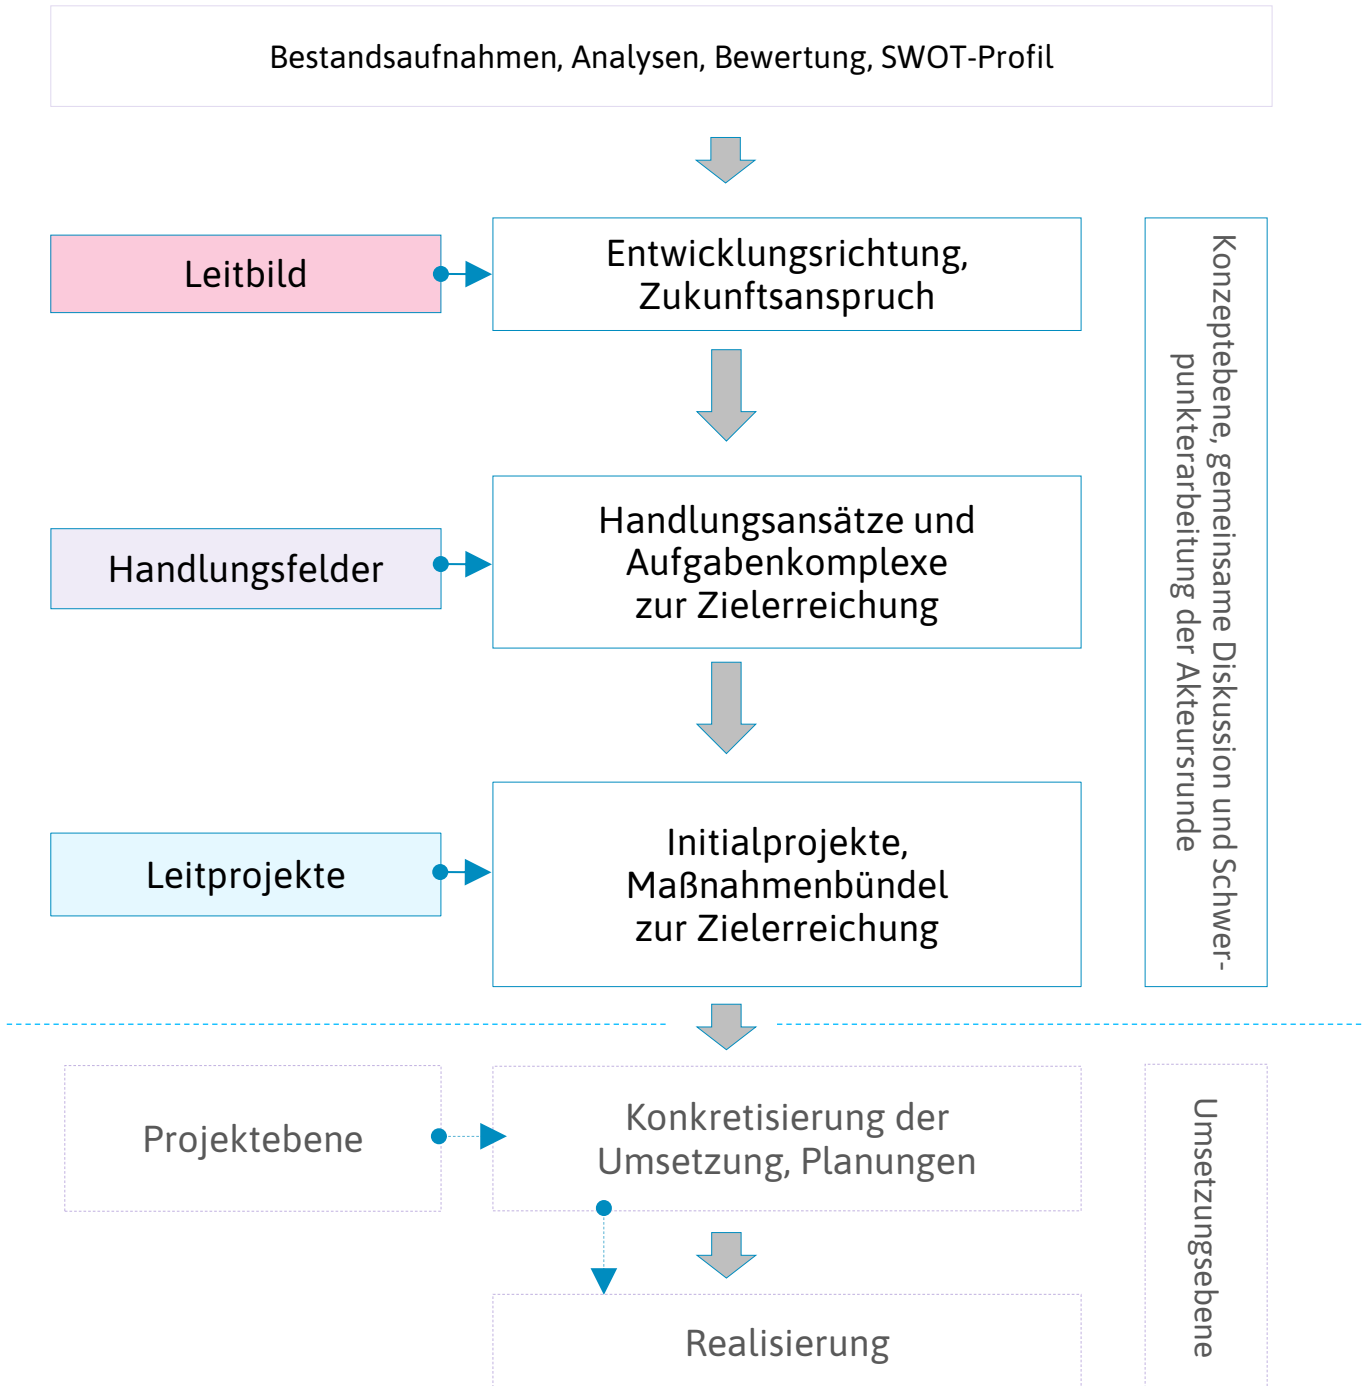 Bestandsaufnahmen, Analysen, Bewertung, SWOT-Profil
Leitbild
Entwicklungsrichtung,
Zukunftsanspruch
Handlungsfelder
Handlungsansätze und
Aufgabenkomplexe
zur Zielerreichung
Leitprojekte
Initialprojekte,
Maßnahmenbündel
zur Zielerreichung
Konzeptebene, gemeinsame Diskussion und Schwer-
punkterarbeitung der Akteursrunde
Projektebene
Konkretisierung der
Umsetzung, Planungen
Realisierung
Umsetzungsebene